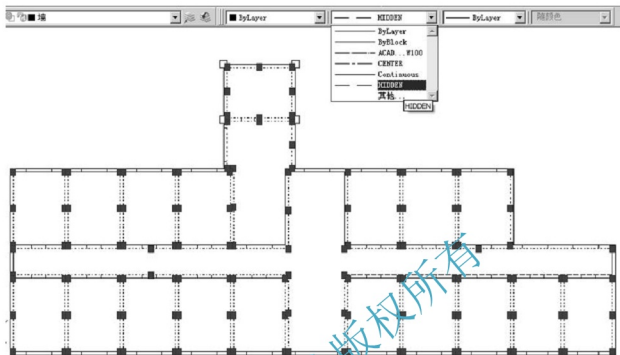 墙
ByLayer
HIDDEN
ByLayer
随颜色
ByLayer
ByBlock
ACAD...W100
CENTER
Continuous
HIDDEN
其他...
HIDDEN
版权所有